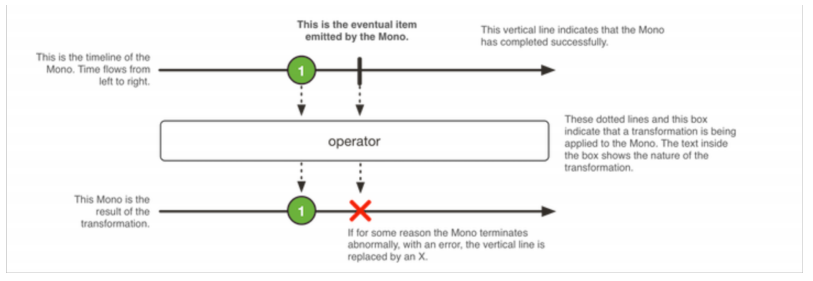 This is the eventual item
emitted by the Mono.
This vertical line indicates that the Mono
has completed successfully.
This is the timeline of the
Mono. Time flows from
left to right.
1
operator
These dotted lines and this box
indicate that a transformation is being
applied to the Mono. The text inside
the box shows the nature of the
transformation.
This Mono is the
result of the
transformation.
1
If for some reason the Mono terminates
abnormally, with an error, the vertical line is
replaced by an X.